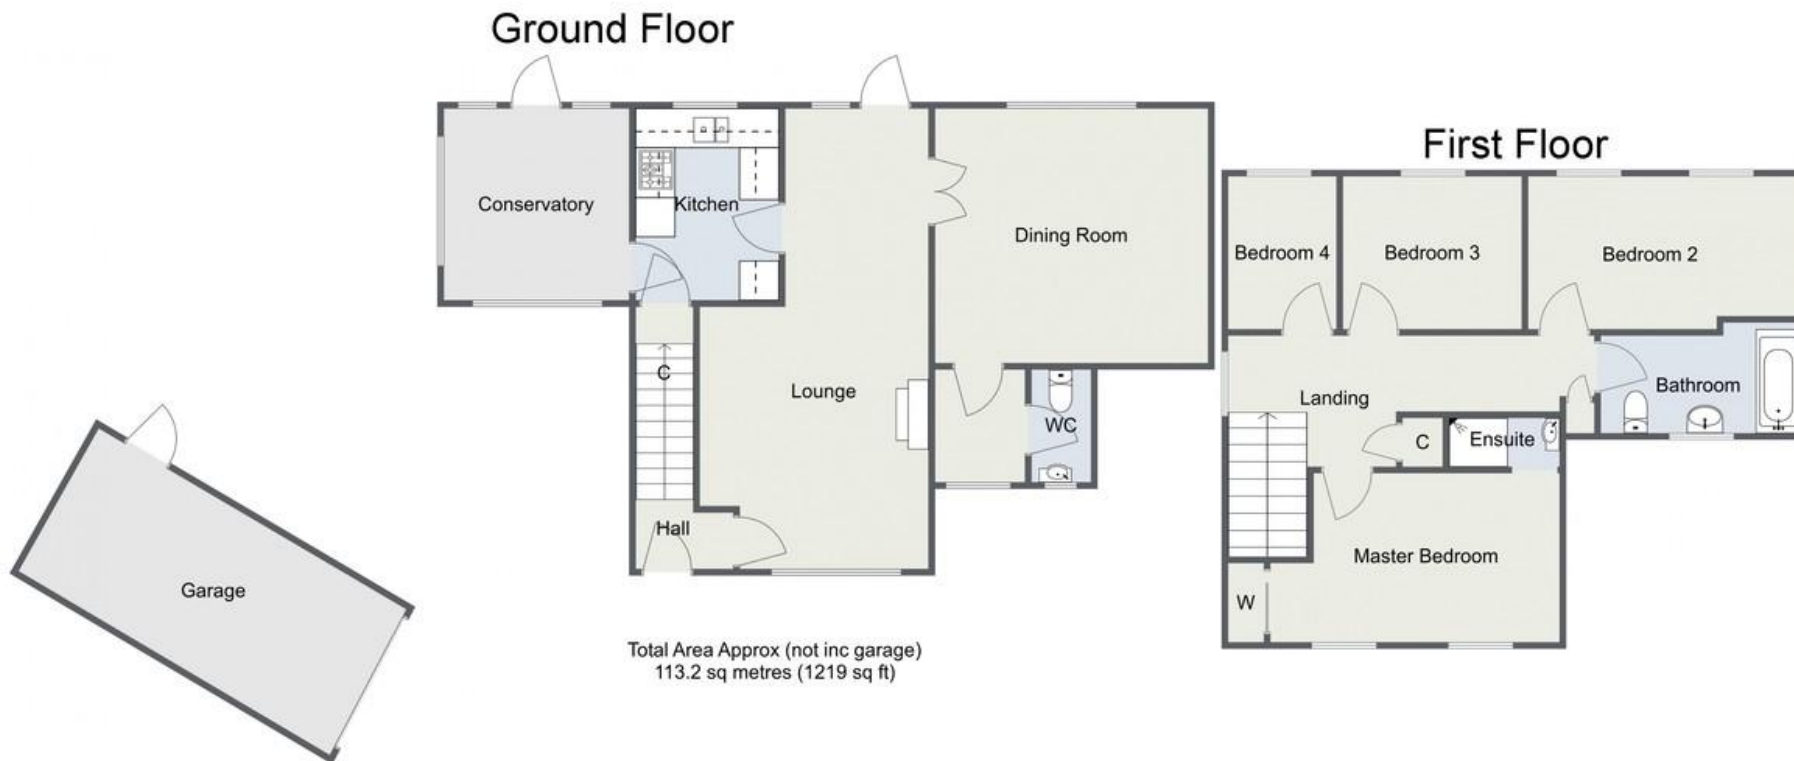 Ground Floor
Conservatory
Kitchen
Dining Room
C
Lounge
WC
Hall
Garage
Total Area Approx (not inc garage)
113.2 sq metres (1219 sq ft)
First Floor
Bedroom 4
Bedroom 3
Bedroom 2
Landing
Bathroom
C
Ensuite
Master Bedroom
W